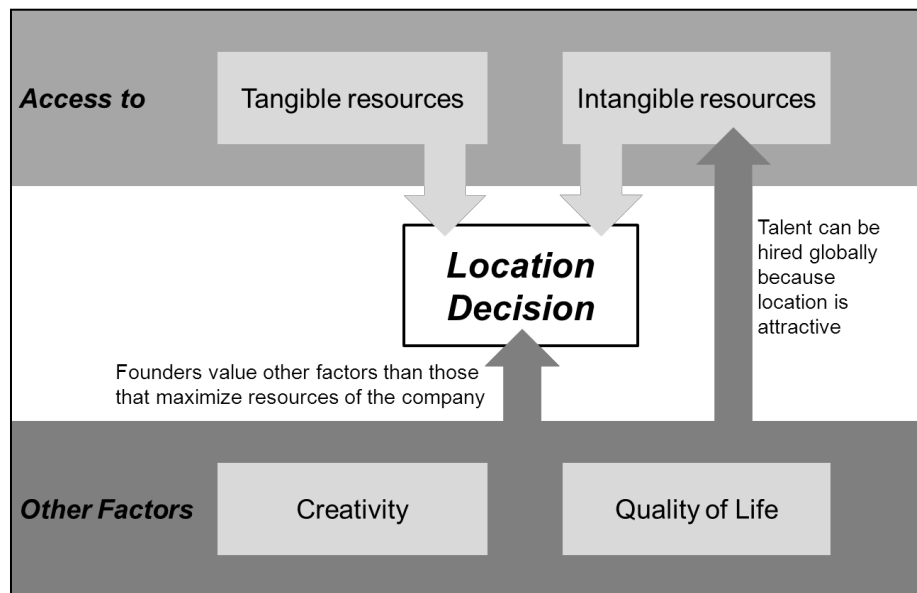 Access to
Tangible resources
Intangible resources
Location
Decision
Talent can be
hired globally
because
location is
attractive
Founders value other factors than those
that maximize resources of the company
Other Factors
Creativity
Quality of Life